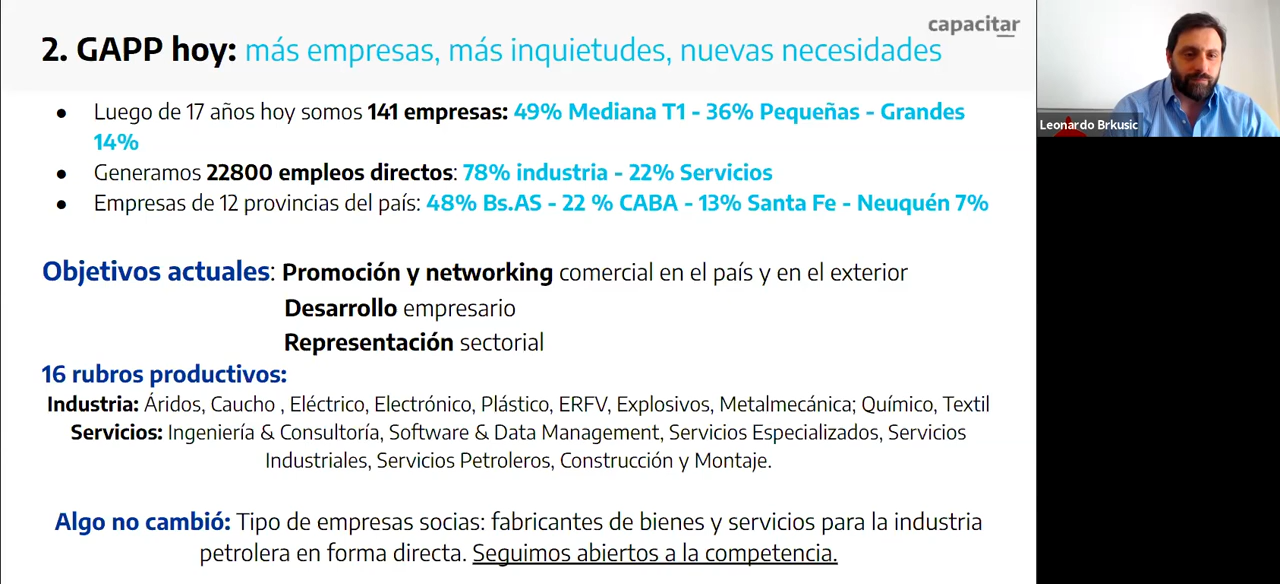 capacitar
2. GAPP hoy: más empresas, más inquietudes, nuevas necesidades
● Luego de 17 años hoy somos 141 empresas: 49% Mediana T1 - 36% Pequeñas - Grandes
14%
● Generamos 22800 empleos directos: 78% industria - 22% Servicios
● Empresas de 12 provincias del país: 48% Bs.AS - 22 % CABA - 13% Santa Fe - Neuquén 7%
Objetivos actuales: Promoción y networking comercial en el país y en el exterior
Desarrollo empresario
Representación sectorial
16 rubros productivos:
Industria: Áridos, Caucho , Eléctrico, Electrónico, Plástico, ERFV, Explosivos, Metalmecánica; Químico, Textil
Servicios: Ingeniería & Consultoría, Software & Data Management, Servicios Especializados, Servicios
Industriales, Servicios Petroleros, Construcción y Montaje.
Algo no cambió: Tipo de empresas socias: fabricantes de bienes y servicios para la industria
petrolera en forma directa. Seguimos abiertos a la competencia.
Leonardo Brkusic